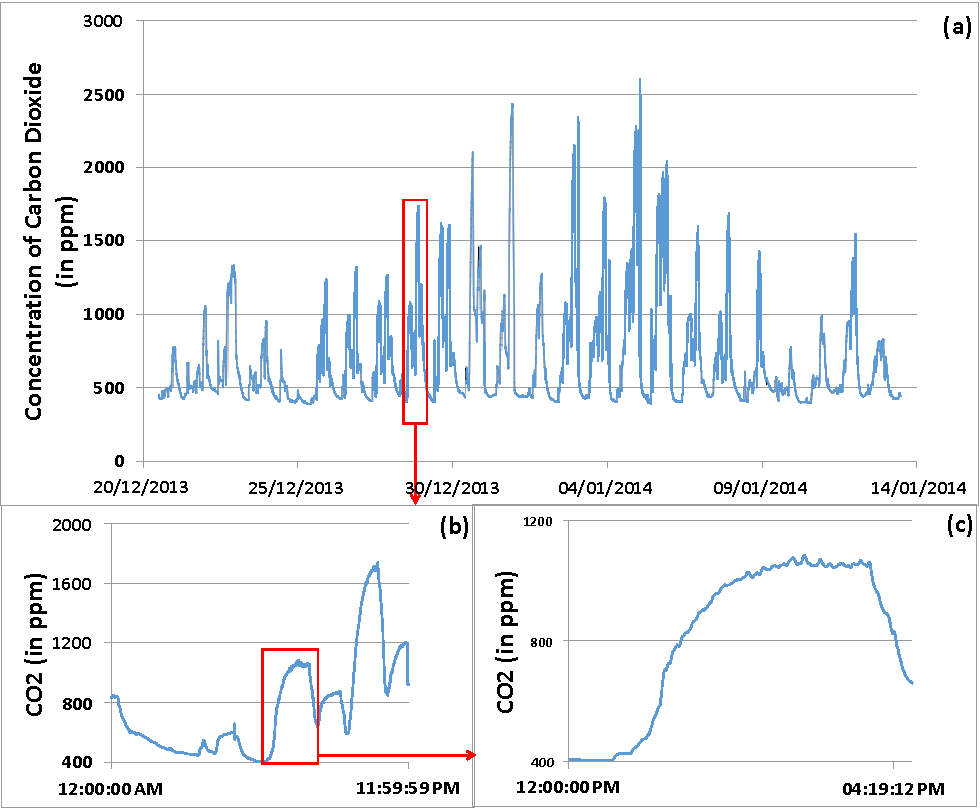 (a)
Concentration of Carbon Dioxide
(in ppm)
3000
2500
2000
1500
1000
500
0
20/12/2013 25/12/2013 30/12/2013 04/01/2014 09/01/2014 14/01/2014
(b)
CO2 (in ppm)
2000
1600
1200
800
400
12:00:00 AM 11:59:59 PM
(c)
CO2 (in ppm)
1200
800
400
12:00:00 PM 04:19:12 PM